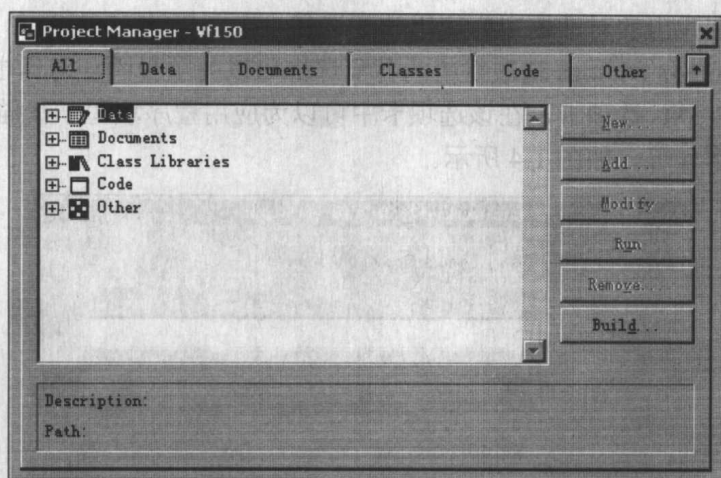 Project Manager - Vf150
All
Data
Documents
Classes
Code
Other
Data
Documents
Class Libraries
Code
Other
New...
Add...
Modify
Run
Remove...
Build...
Description:
Path: